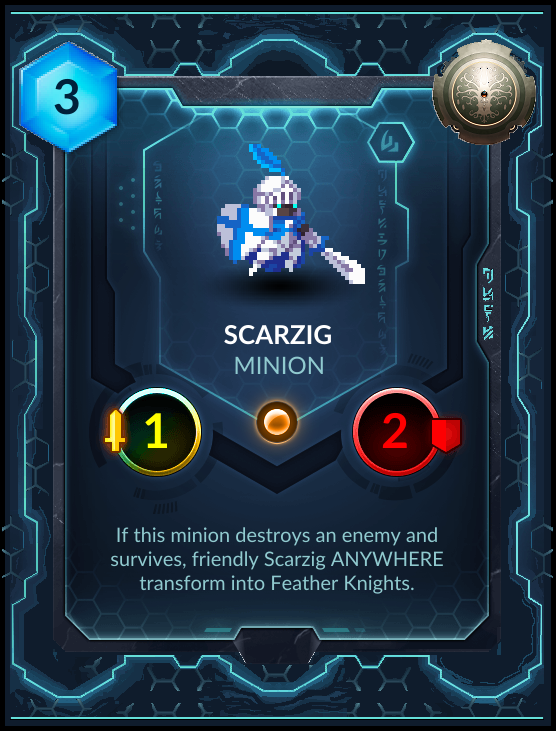 3
SCARZIG
MINION
1
2
If this minion destroys an enemy and
survives, friendly Scarzig ANYWHERE
transform into Feather Knights.